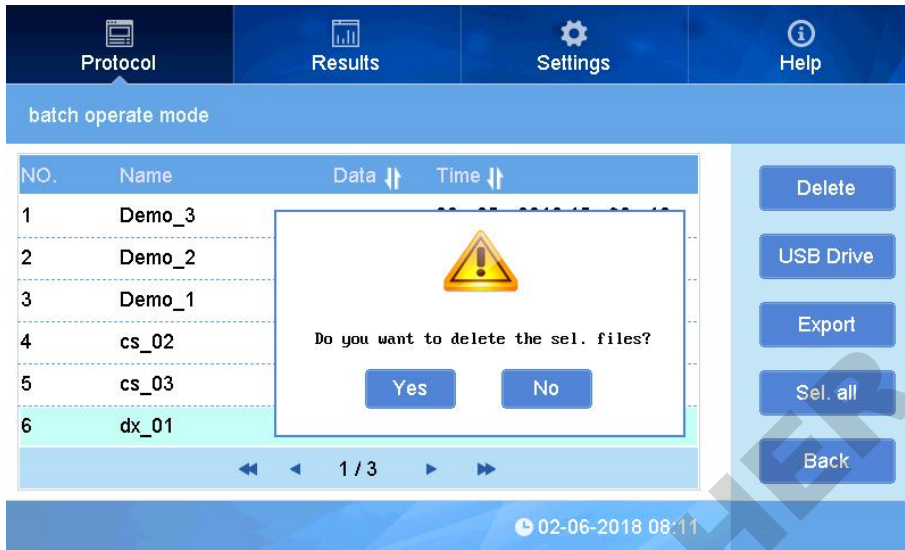 Protocol Results Settings Help
batch operate mode
NO. Name Data Time
1 Demo_3
2 Demo_2
3 Demo_1
4 cs_02
5 cs_03
6 dx_01
Do you want to delete the sel. files?
Yes No
1 / 3
Delete
USB Drive
Export
Sel. all
Back
02-06-2018 08:11
HER